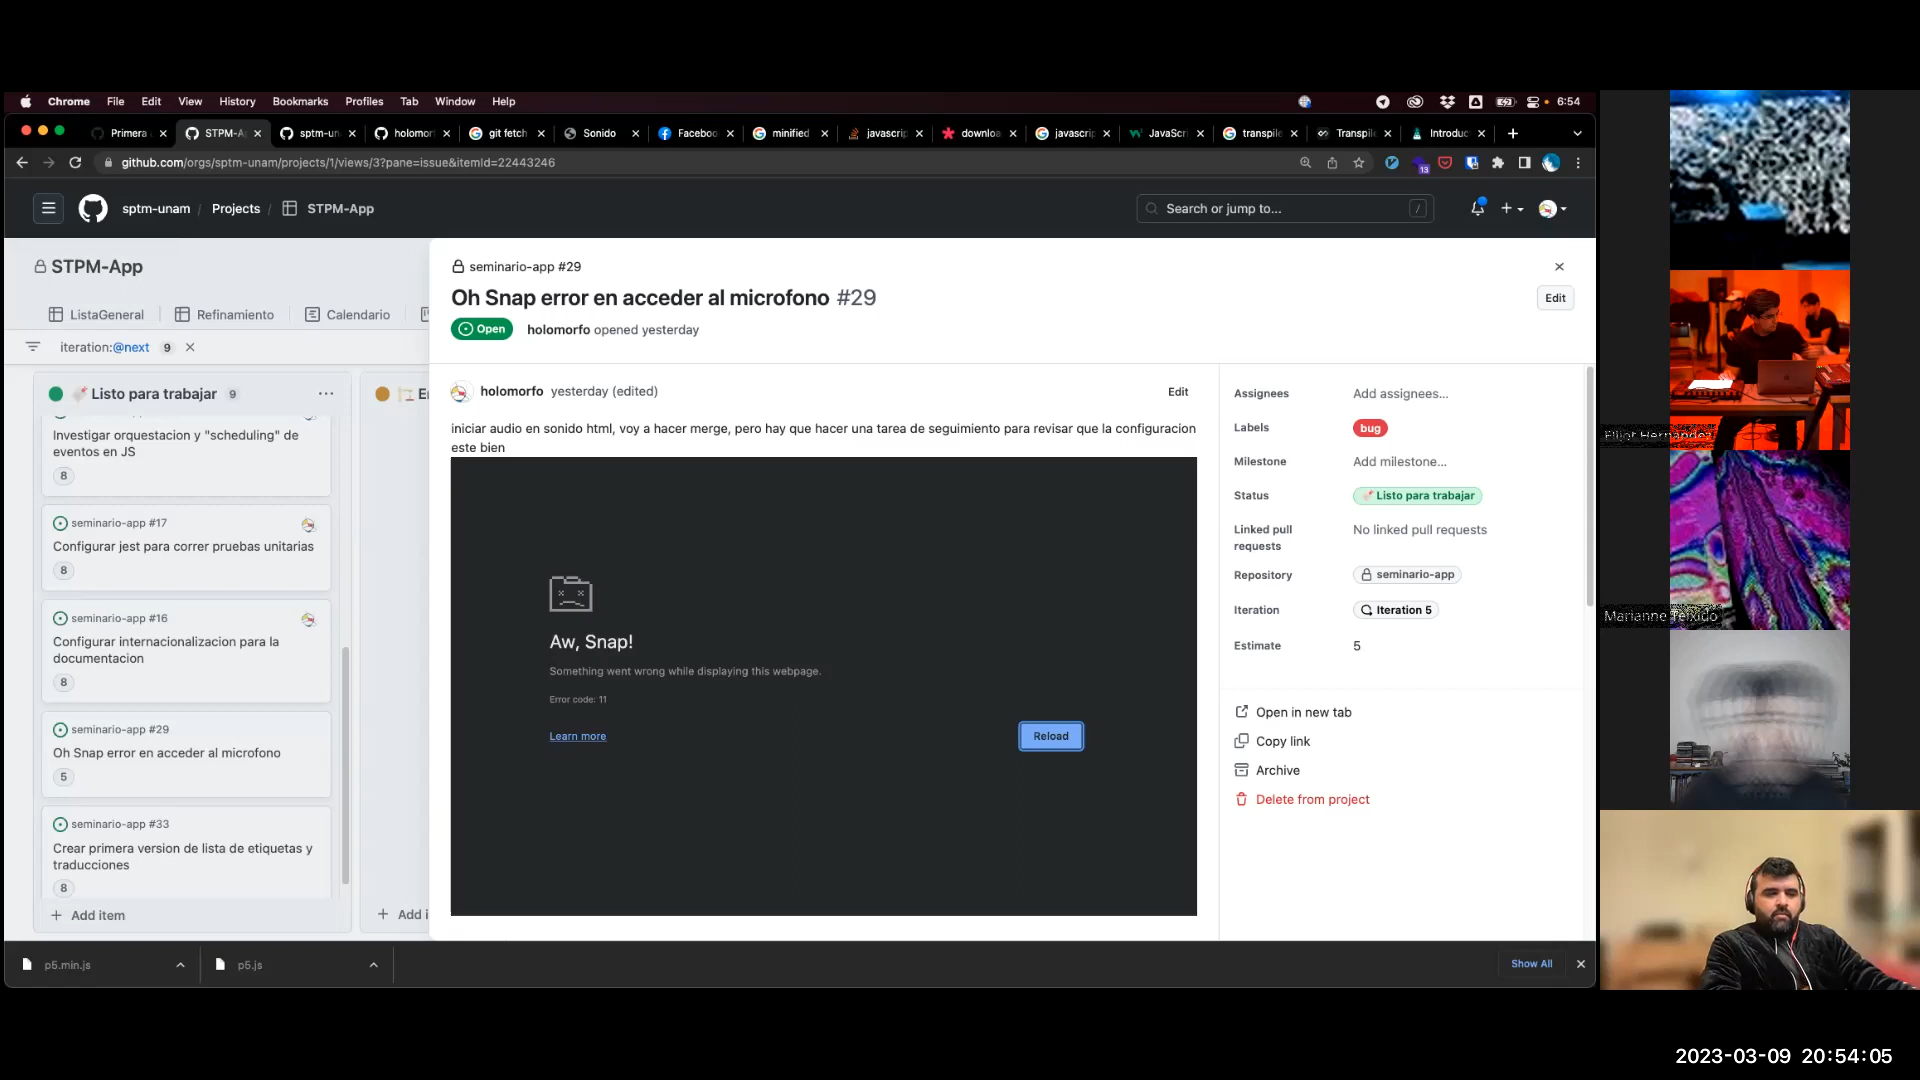 Chrome File Edit View History Bookmarks Profiles Tab Window Help 6:54
Primera STPM-A sptm-un holomor git fetch Sonido Faceboo minified javascrip downloa javascrip JavaScri transpile Transpile Introduc
github.com/orgs/sptm-unam/projects/1/views/3?pane=issue&itemId=22443246
13
sptm-unam / Projects / STPM-App
Search or jump to... /
STPM-App
ListaGeneral Refinamiento Calendario
iteration:@next 9
Listo para trabajar 9
Investigar orquestacion y "scheduling" de
eventos en JS
8
seminario-app #17
Configurar jest para correr pruebas unitarias
8
seminario-app #16
Configurar internacionalizacion para la
documentacion
8
seminario-app #29
Oh Snap error en acceder al microfono
5
seminario-app #33
Crear primera version de lista de etiquetas y
traducciones
8
+ Add item
+ Add i
seminario-app #29
Oh Snap error en acceder al microfono #29
Edit
Open holomorfo opened yesterday
holomorfo yesterday (edited)
Edit
iniciar audio en sonido html, voy a hacer merge, pero hay que hacer una tarea de seguimiento para revisar que la configuracion
este bien
Aw, Snap!
Something went wrong while displaying this webpage.
Error code: 11
Learn more
Reload
Assignees Add assignees...
Labels bug
Milestone Add milestone...
Status Listo para trabajar
Linked pull
requests
No linked pull requests
Repository seminario-app
Iteration Iteration 5
Estimate 5
Open in new tab
Copy link
Archive
Delete from project
p5.min.js
p5.js
Show All
Elliot Hernández
Marianne Teixido
2023-03-09 20:54:05